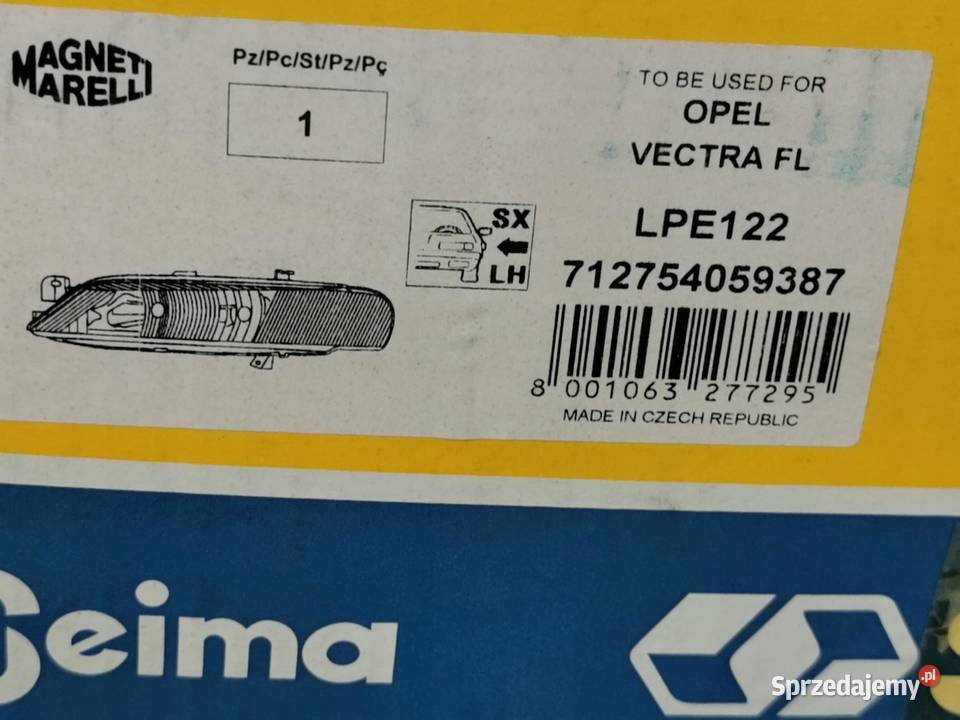 MAGNETI
MARELLI
Pz/Pc/St/Pz/Pç
1
TO BE USED FOR
OPEL
VECTRA FL
SX
LH
LPE122
712754059387
8 001063 277295
MADE IN CZECH REPUBLIC
Seima
Sprzedajemy.pl